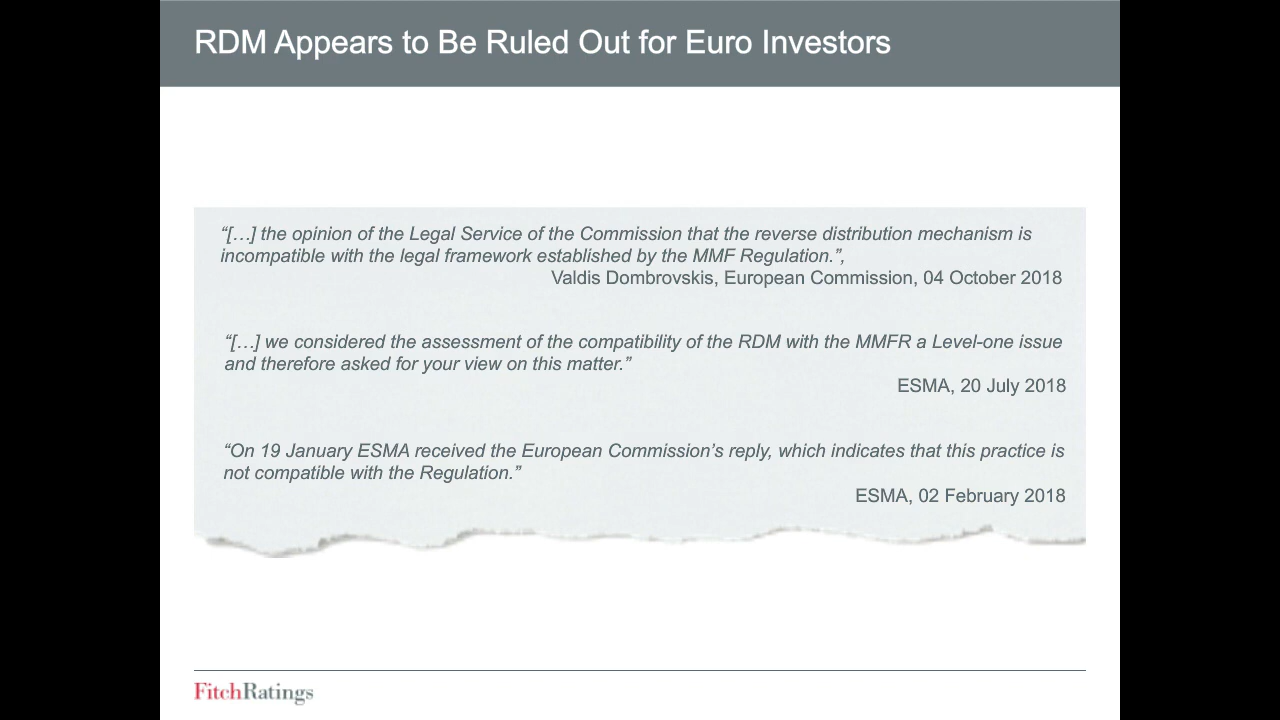 RDM Appears to Be Ruled Out for Euro Investors
“[…] the opinion of the Legal Service of the Commission that the reverse distribution mechanism is
incompatible with the legal framework established by the MMF Regulation.”,
Valdis Dombrovskis, European Commission, 04 October 2018
“[…] we considered the assessment of the compatibility of the RDM with the MMFR a Level-one issue
and therefore asked for your view on this matter.”
ESMA, 20 July 2018
“On 19 January ESMA received the European Commission’s reply, which indicates that this practice is
not compatible with the Regulation.”
ESMA, 02 February 2018
FitchRatings